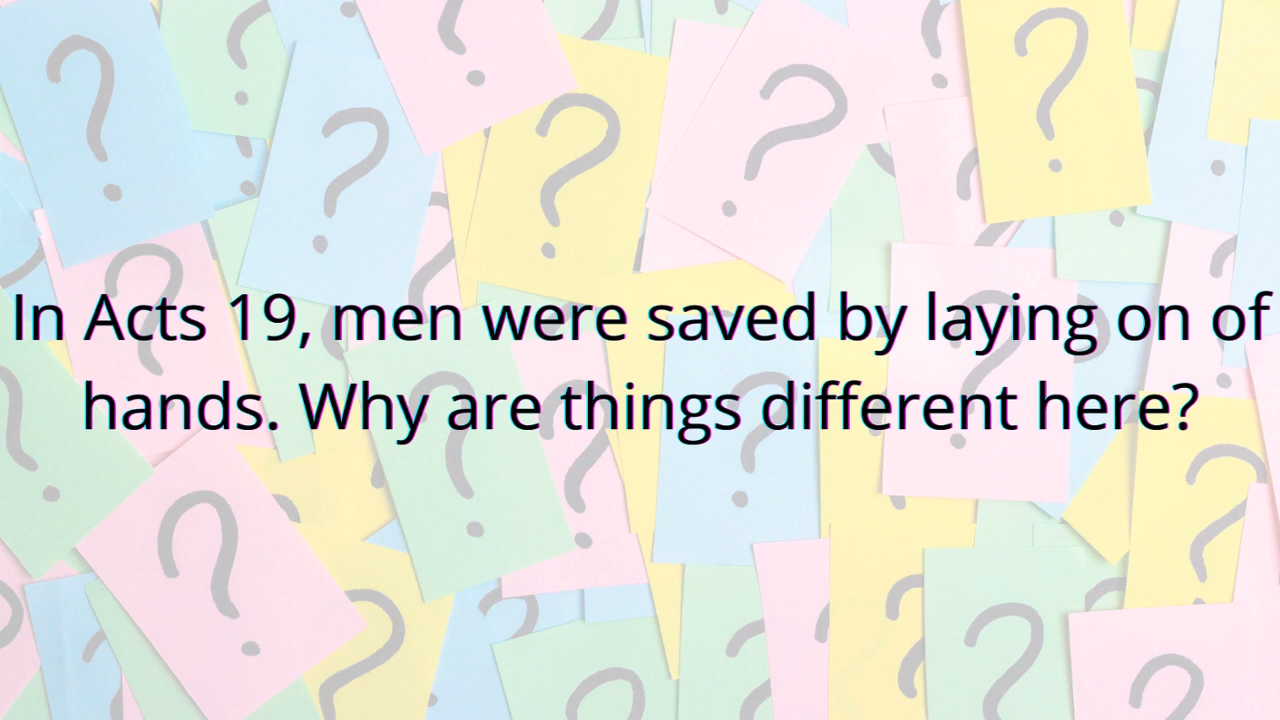 In Acts 19, men were saved by laying on of
hands. Why are things different here?